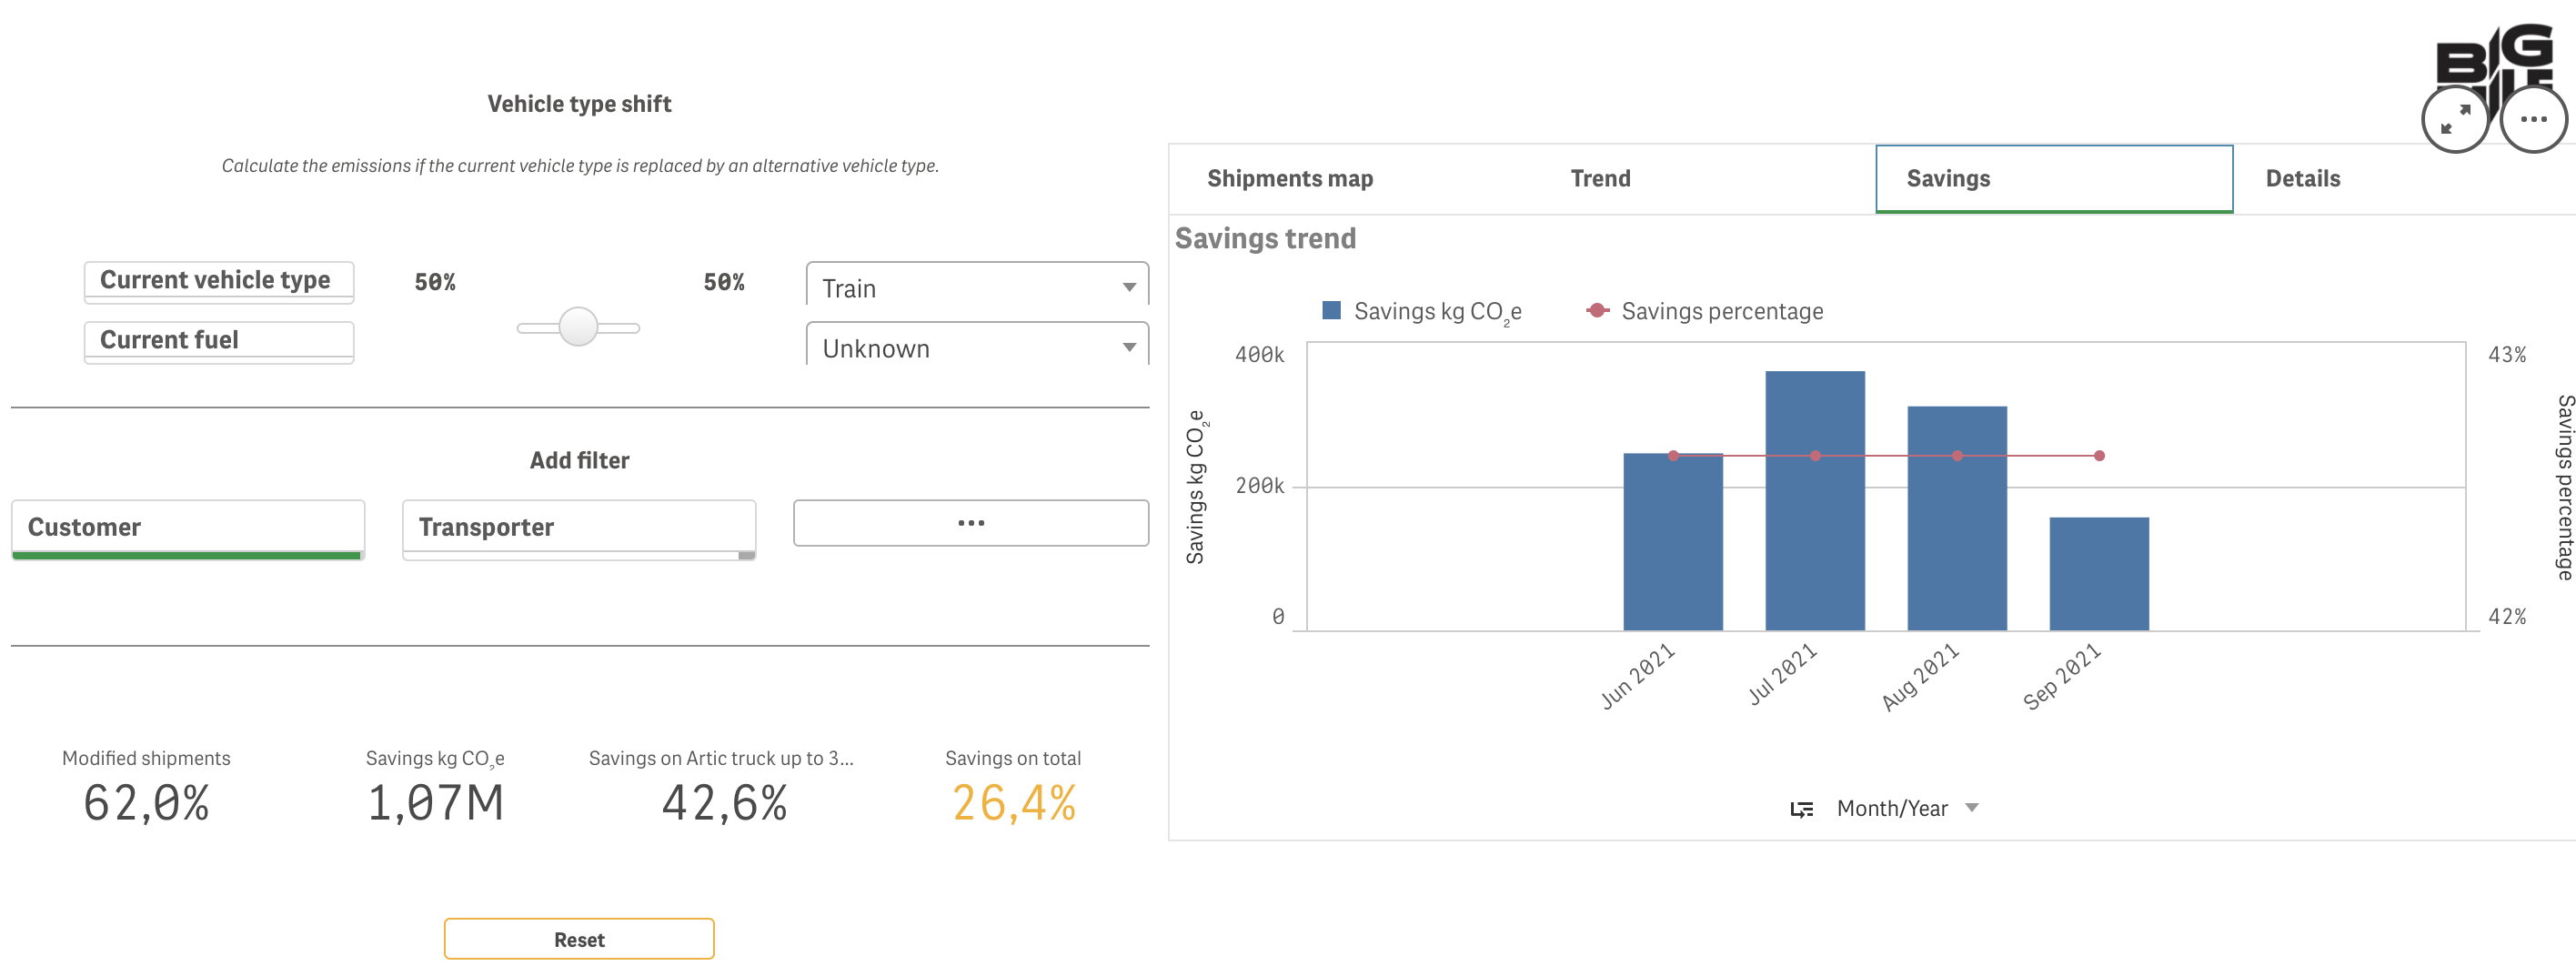 BIG
Vehicle type shift
Calculate the emissions if the current vehicle type is replaced by an alternative vehicle type.
Current vehicle type
50%
50%
Train
Current fuel
Unknown
Add filter
Customer
Transporter
...
Modified shipments
62,0%
Savings kg CO₂e
1,07M
Savings on Artic truck up to 3...
42,6%
Savings on total
26,4%
Reset
Shipments map
Trend
Savings
Details
Savings trend
Savings kg CO₂e
Savings percentage
Savings kg CO₂e
400k
200k
0
43%
42%
Savings percentage
Jun 2021
Jul 2021
Aug 2021
Sep 2021
Month/Year